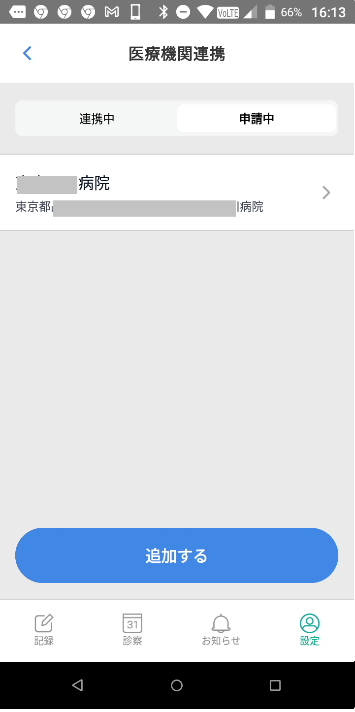 VoLTE 66% 16:13
医療機関連携
連携中 申請中
病院
東京都 病院
追加する
31
記録 診察 お知らせ 設定